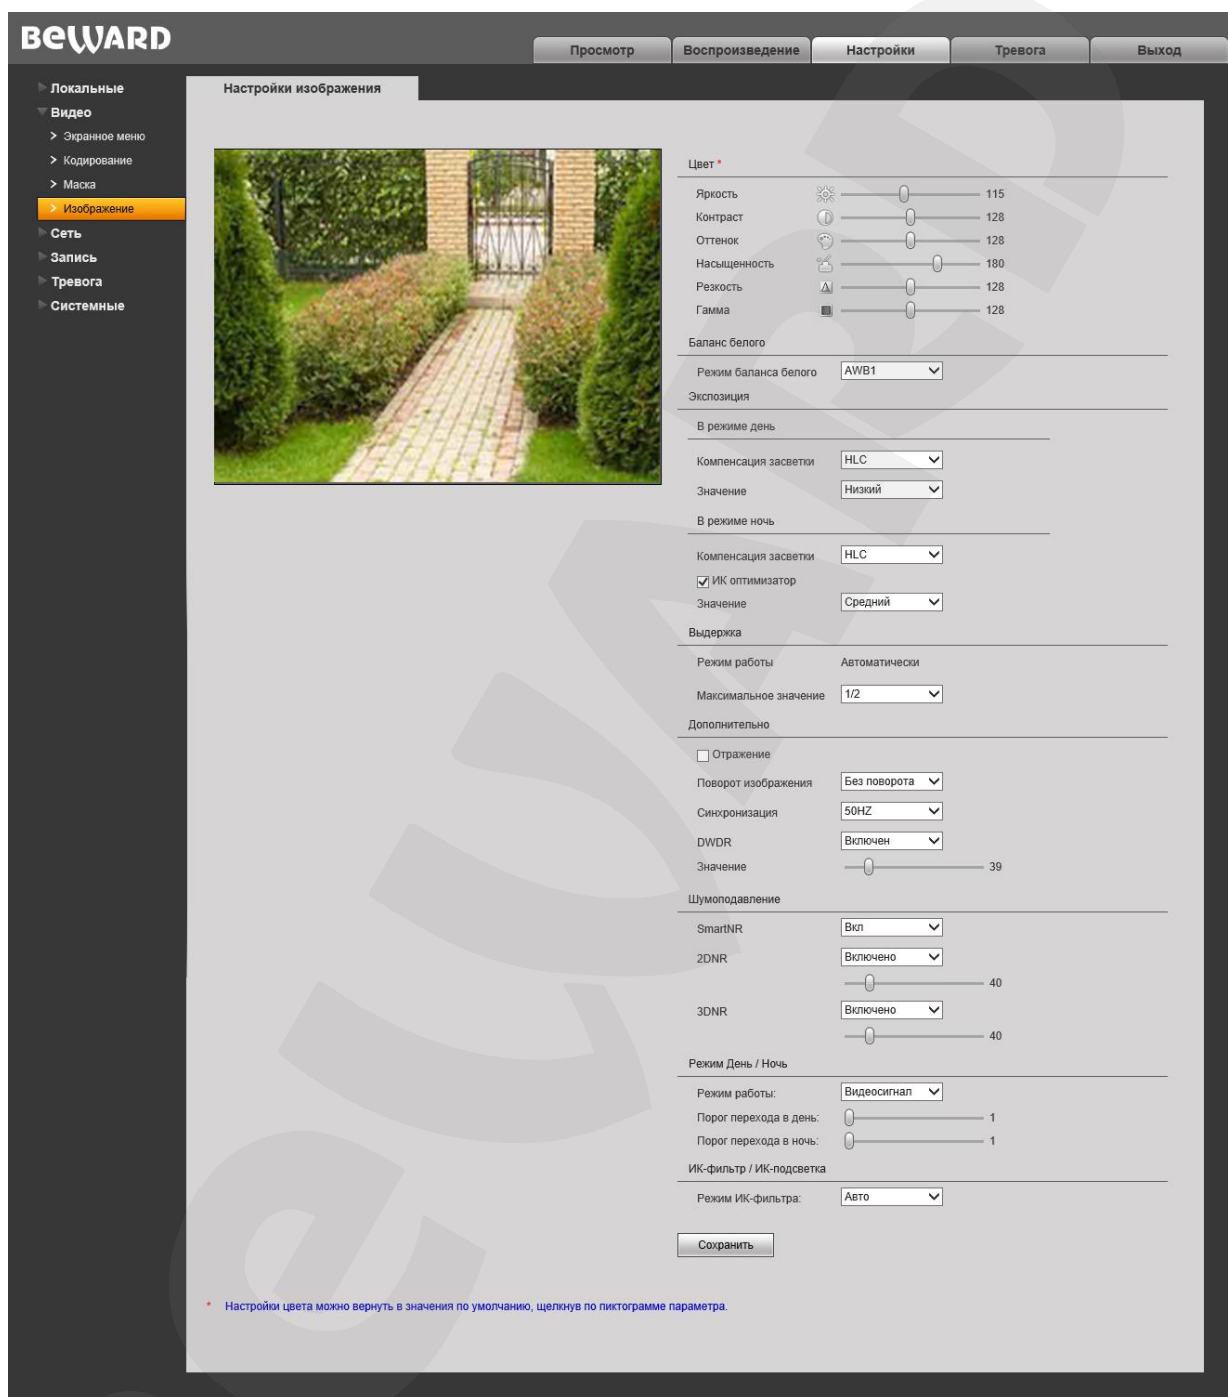 BEWARD
Просмотр
Воспроизведение
Настройки
Тревога
Выход
Локальные
Видео
Экранное меню
Кодирование
Маска
Изображение
Сеть
Запись
Тревога
Системные
Настройки изображения
Цвет *
Яркость 115
Контраст 128
Оттенок 128
Насыщенность 180
Резкость 128
Гамма 128
Баланс белого
Режим баланса белого AWB1
Экспозиция
В режиме день
Компенсация засветки HLC
Значение Низкий
В режиме ночь
Компенсация засветки HLC
ИК оптимизатор
Значение Средний
Выдержка
Режим работы Автоматически
Максимальное значение 1/2
Дополнительно
Отражение
Поворот изображения Без поворота
Синхронизация 50HZ
DWDR Включен
Значение 39
Шумоподавление
SmartNR Вкл
2DNR Включено
40
3DNR Включено
40
Режим День / Ночь
Режим работы: Видеосигнал
Порог перехода в день: 1
Порог перехода в ночь: 1
ИК-фильтр / ИК-подсветка
Режим ИК-фильтра: Авто
Сохранить
* Настройки цвета можно вернуть в значения по умолчанию, щелкнув по пиктограмме параметра.